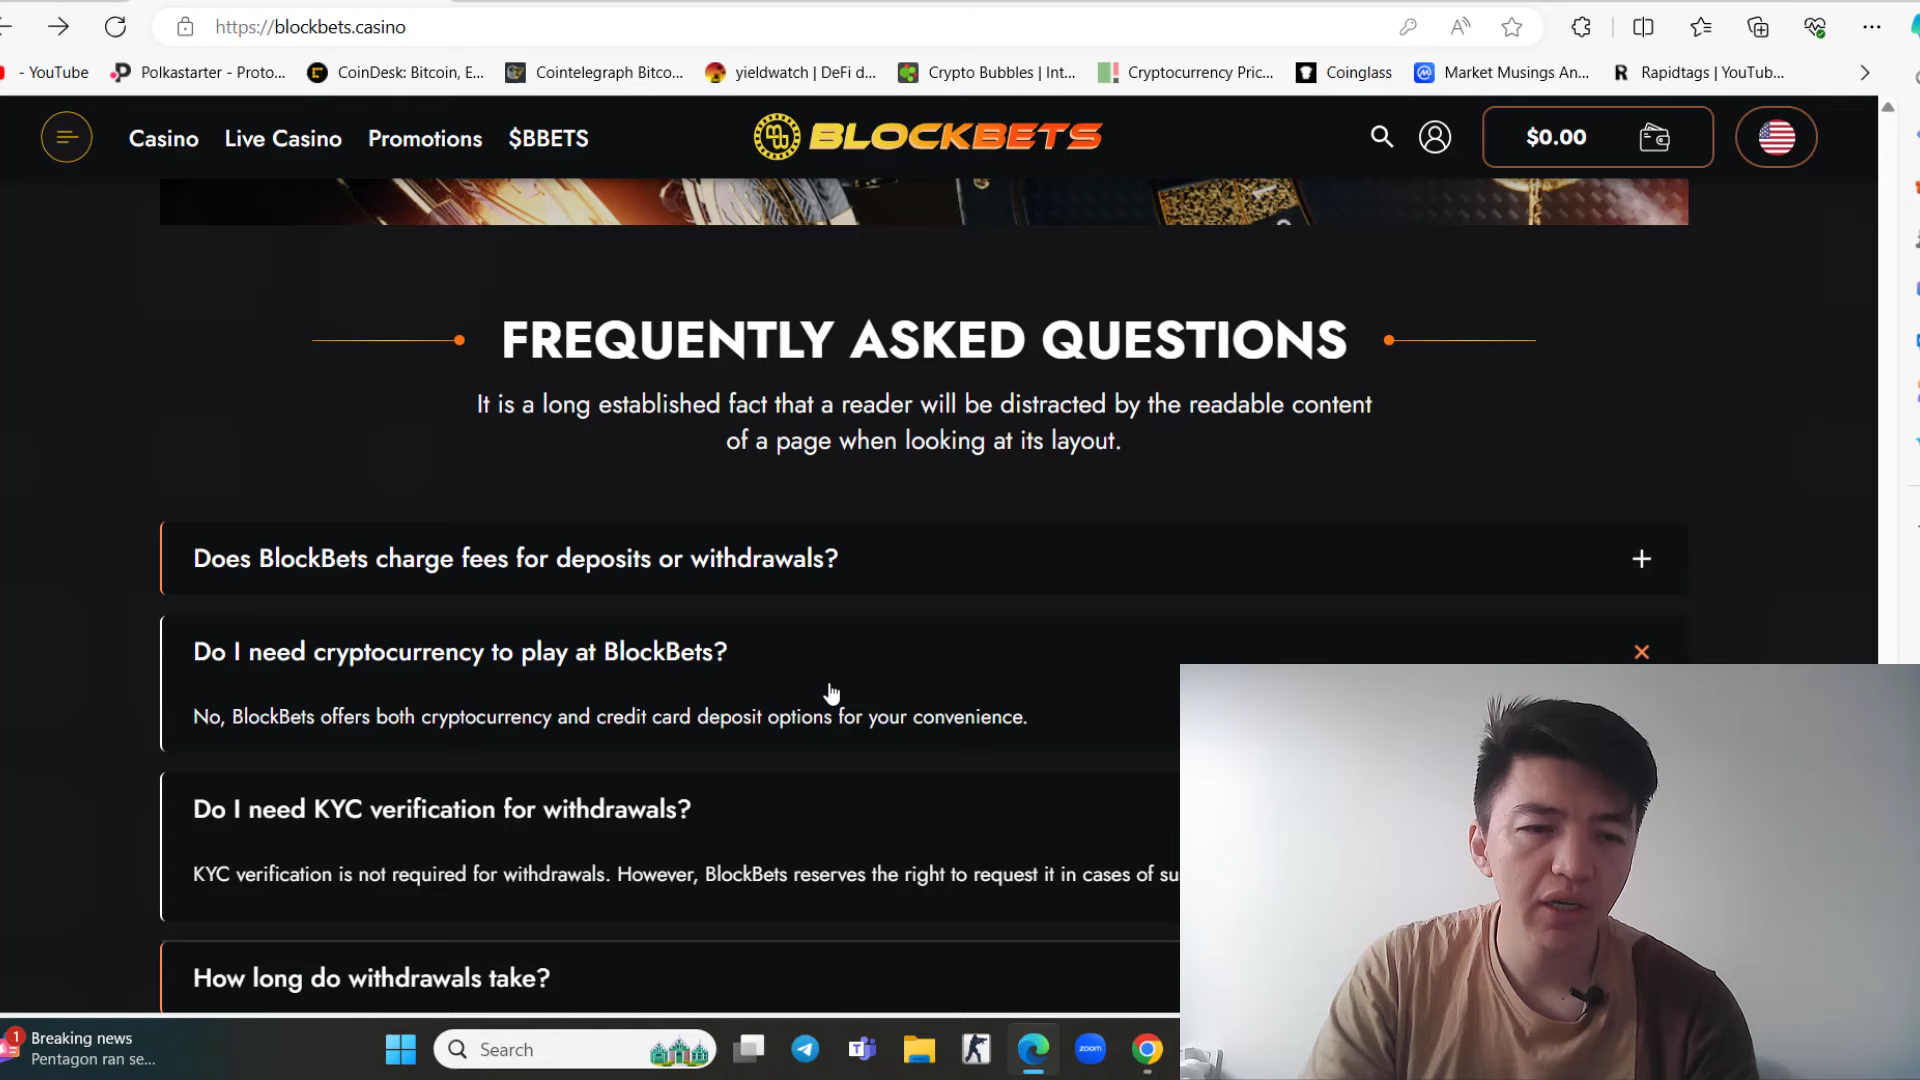 https://blockbets.casino
- YouTube
Polkastarter - Proto...
CoinDesk: Bitcoin, E...
Cointelegraph Bitco...
yieldwatch | DeFi d...
Crypto Bubbles | Int...
Cryptocurrency Pric...
Coinglass
Market Musings An...
Rapidtags | YouTub...
Casino
Live Casino
Promotions
$BBETS
BLOCKBETS
$0.00
FREQUENTLY ASKED QUESTIONS
It is a long established fact that a reader will be distracted by the readable content
of a page when looking at its layout.
Does BlockBets charge fees for deposits or withdrawals?
Do I need cryptocurrency to play at BlockBets?
No, BlockBets offers both cryptocurrency and credit card deposit options for your convenience.
Do I need KYC verification for withdrawals?
KYC verification is not required for withdrawals. However, BlockBets reserves the right to request it in cases of su
How long do withdrawals take?
1
Breaking news
Pentagon ran se...
Search
zoom